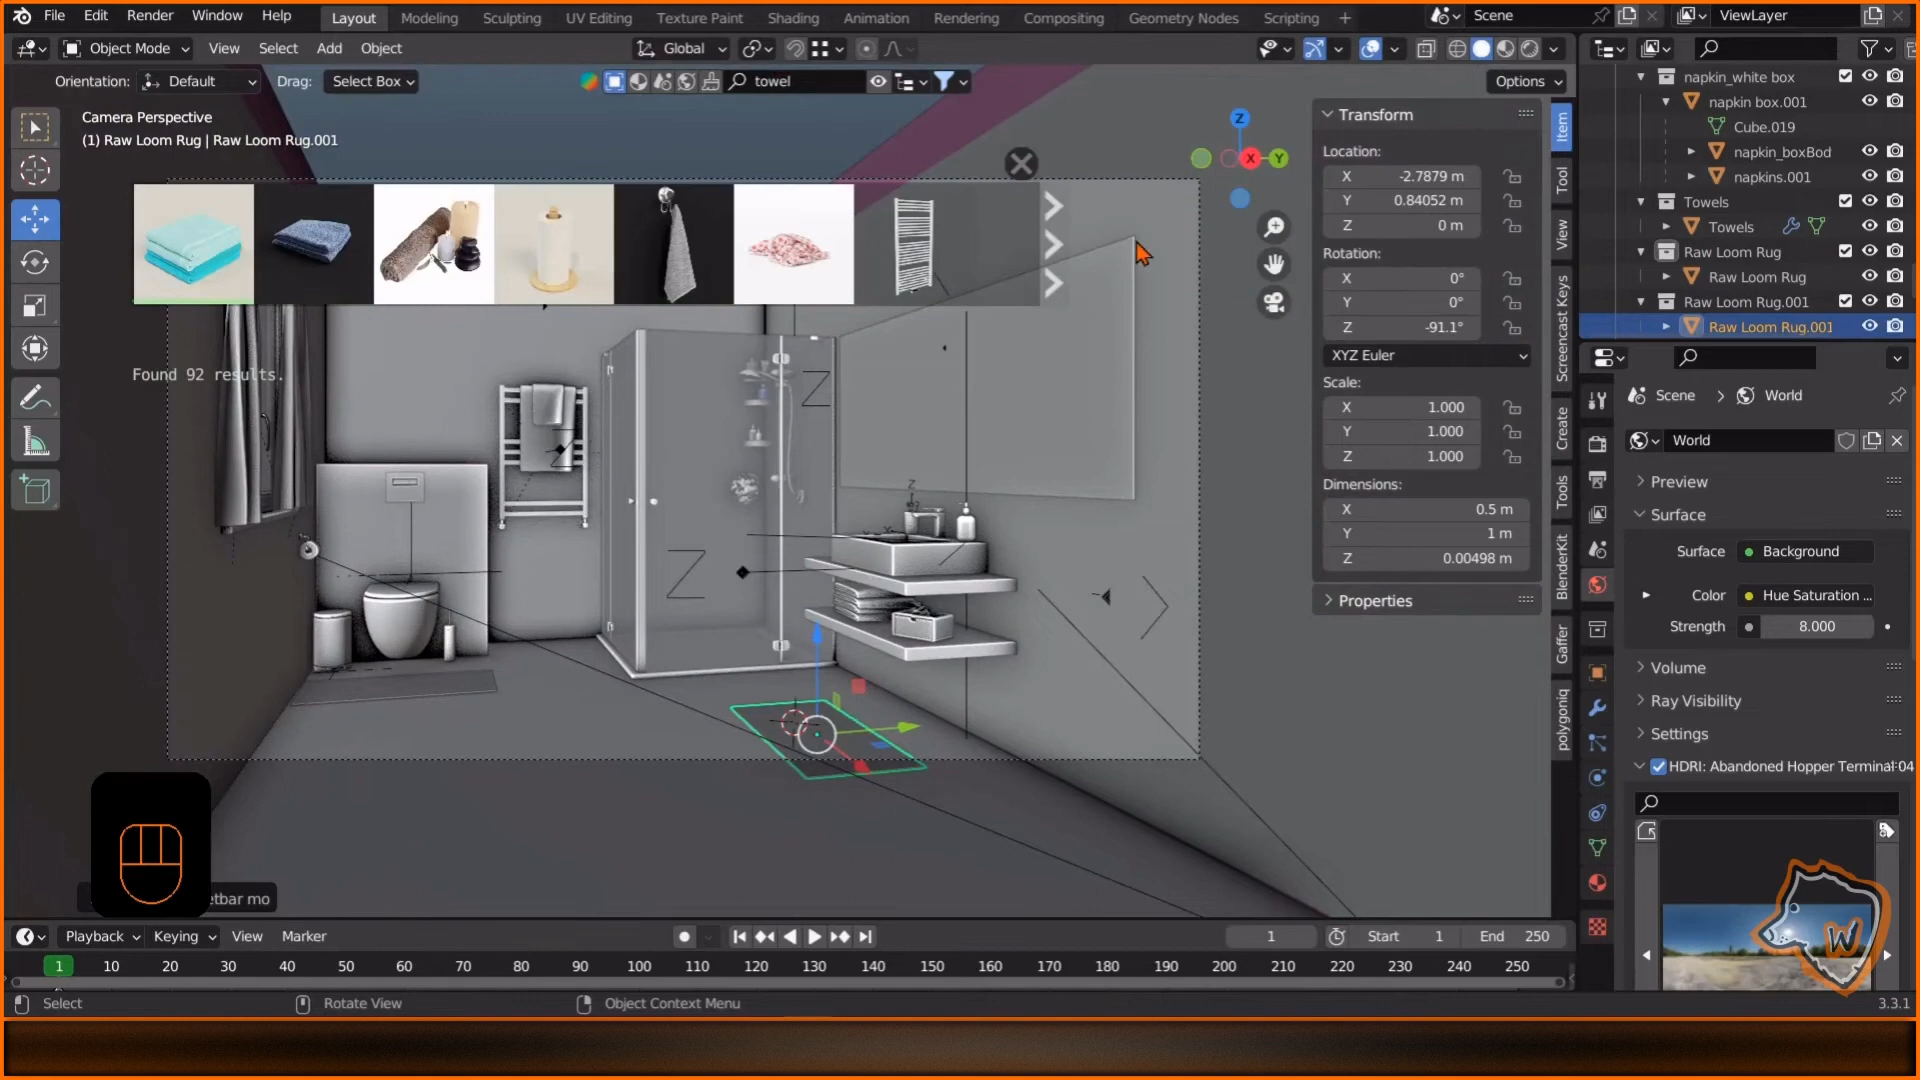 File Edit Render Window Help Layout Modeling Sculpting UV Editing Texture Paint Shading Animation Rendering Compositing Geometry Nodes Scripting + Scene ViewLayer
Object Mode View Select Add Object Global
Orientation: Default Drag: Select Box towel Options
Camera Perspective
(1) Raw Loom Rug | Raw Loom Rug.001
Found 92 results.
etbar mo
Z
X
Y
Transform
Location:
X -2.7879 m
Y 0.84052 m
Z 0 m
Rotation:
X 0°
Y 0°
Z -91.1°
XYZ Euler
Scale:
X 1.000
Y 1.000
Z 1.000
Dimensions:
X 0.5 m
Y 1 m
Z 0.00498 m
Properties
Item
Tool
View
Screencast Keys
Create
Tools
BlenderKit
Gaffer
polygoniq
napkin_white box
napkin box.001
Cube.019
napkin_boxBod
napkins.001
Towels
Towels
Raw Loom Rug
Raw Loom Rug
Raw Loom Rug.001
Raw Loom Rug.001
Scene > World
World
Preview
Surface
Surface Background
Color Hue Saturation ...
Strength 8.000
Volume
Ray Visibility
Settings
HDRI: Abandoned Hopper Terminal 04
W
Playback Keying View Marker 1 Start 1 End 250
1 10 20 30 40 50 60 70 80 90 100 110 120 130 140 150 160 170 180 190 200 210 220 230 240 250
Select Rotate View Object Context Menu 3.3.1